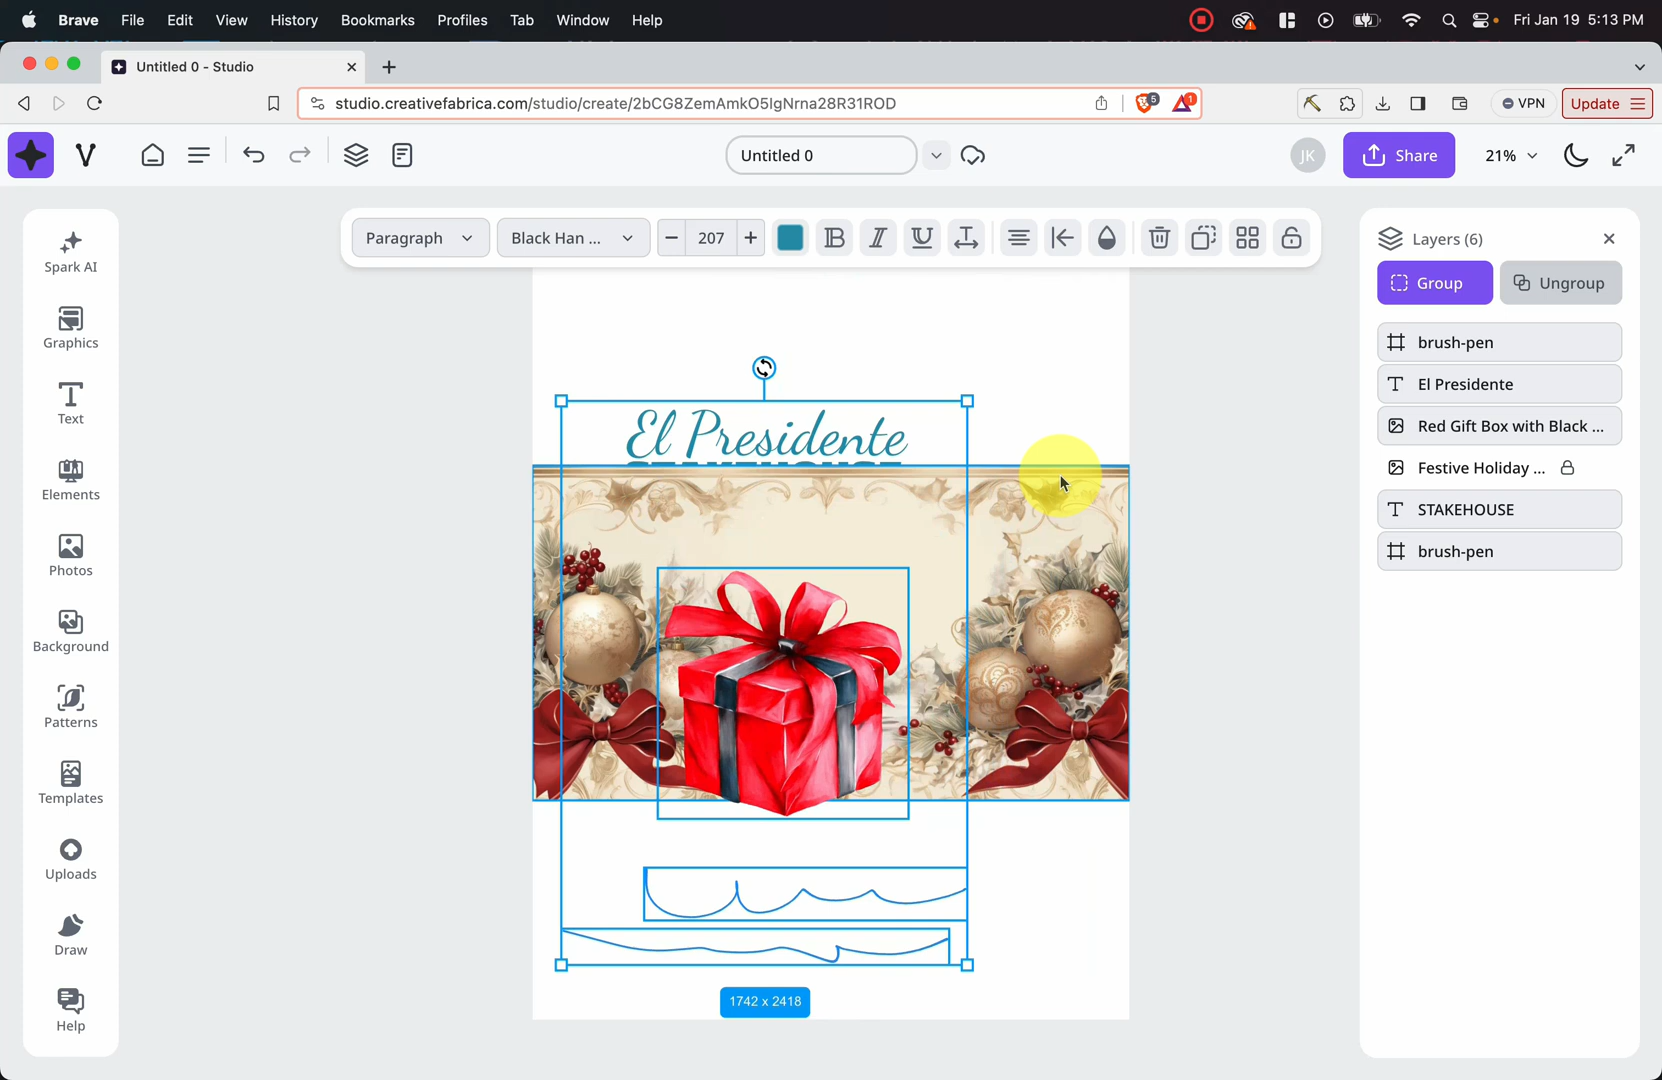 Brave File Edit View History Bookmarks Profiles Tab Window Help Fri Jan 19 5:13 PM
Untitled 0 - Studio
studio.creativefabrica.com/studio/create/2bCG8ZemAmkO5IgNrna28R31ROD 5 1 VPN Update
V Untitled 0 JK Share 21%
Paragraph Black Han ... 207 B I U T
Layers (6)
Group Ungroup
Spark AI
Graphics
Text
Elements
Photos
Background
Patterns
Templates
Uploads
Draw
Help
El Presidente
STEAKHOUSE
1742 x 2418
brush-pen
El Presidente
Red Gift Box with Black ...
Festive Holiday ...
STAKEHOUSE
brush-pen